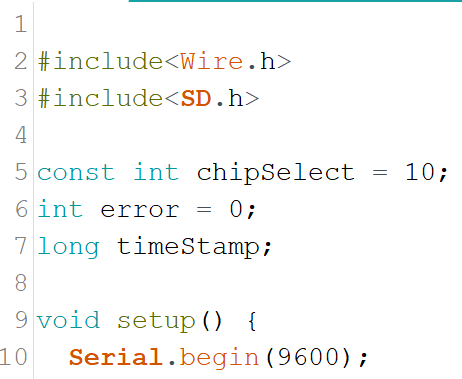 1
2 #include<Wire.h>
3 #include<SD.h>
4
5 const int chipSelect = 10;
6 int error = 0;
7 long timeStamp;
8
9 void setup() {
10   Serial.begin(9600);